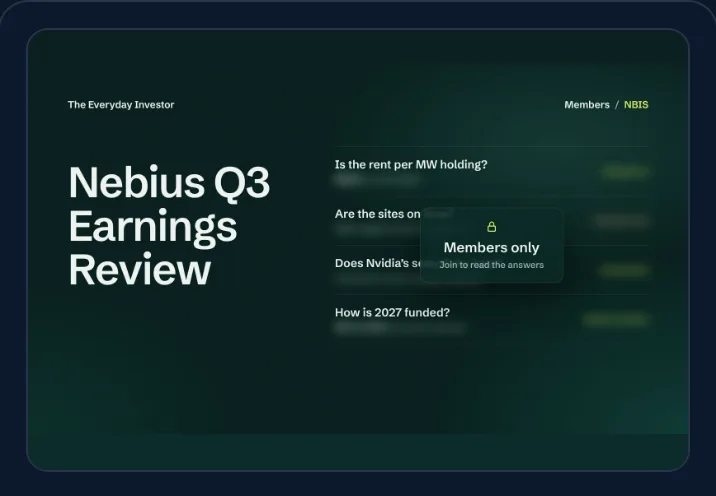 The Everyday Investor
Members / NBIS
Nebius Q3
Earnings
Review
Is the rent per MW holding?
Are the sites on
Does Nvidia's
How is 2027 funded?
Members only
Join to read the answers